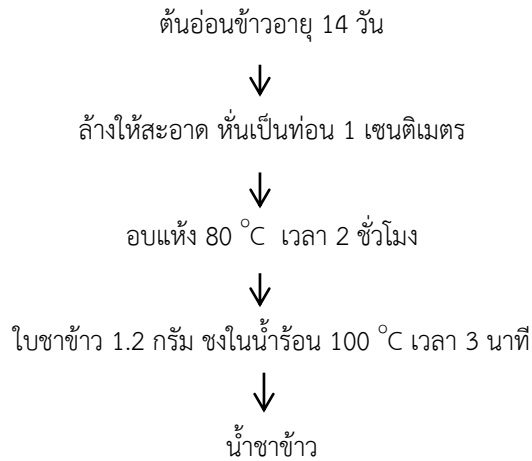 ต้นอ่อนข้าวอายุ 14 วัน
ล้างให้สะอาด หั่นเป็นท่อน 1 เซนติเมตร
อบแห้ง 80 °C เวลา 2 ชั่วโมง
ใบชาข้าว 1.2 กรัม ชงในน้ำร้อน 100 °C เวลา 3 นาที
น้ำชาข้าว